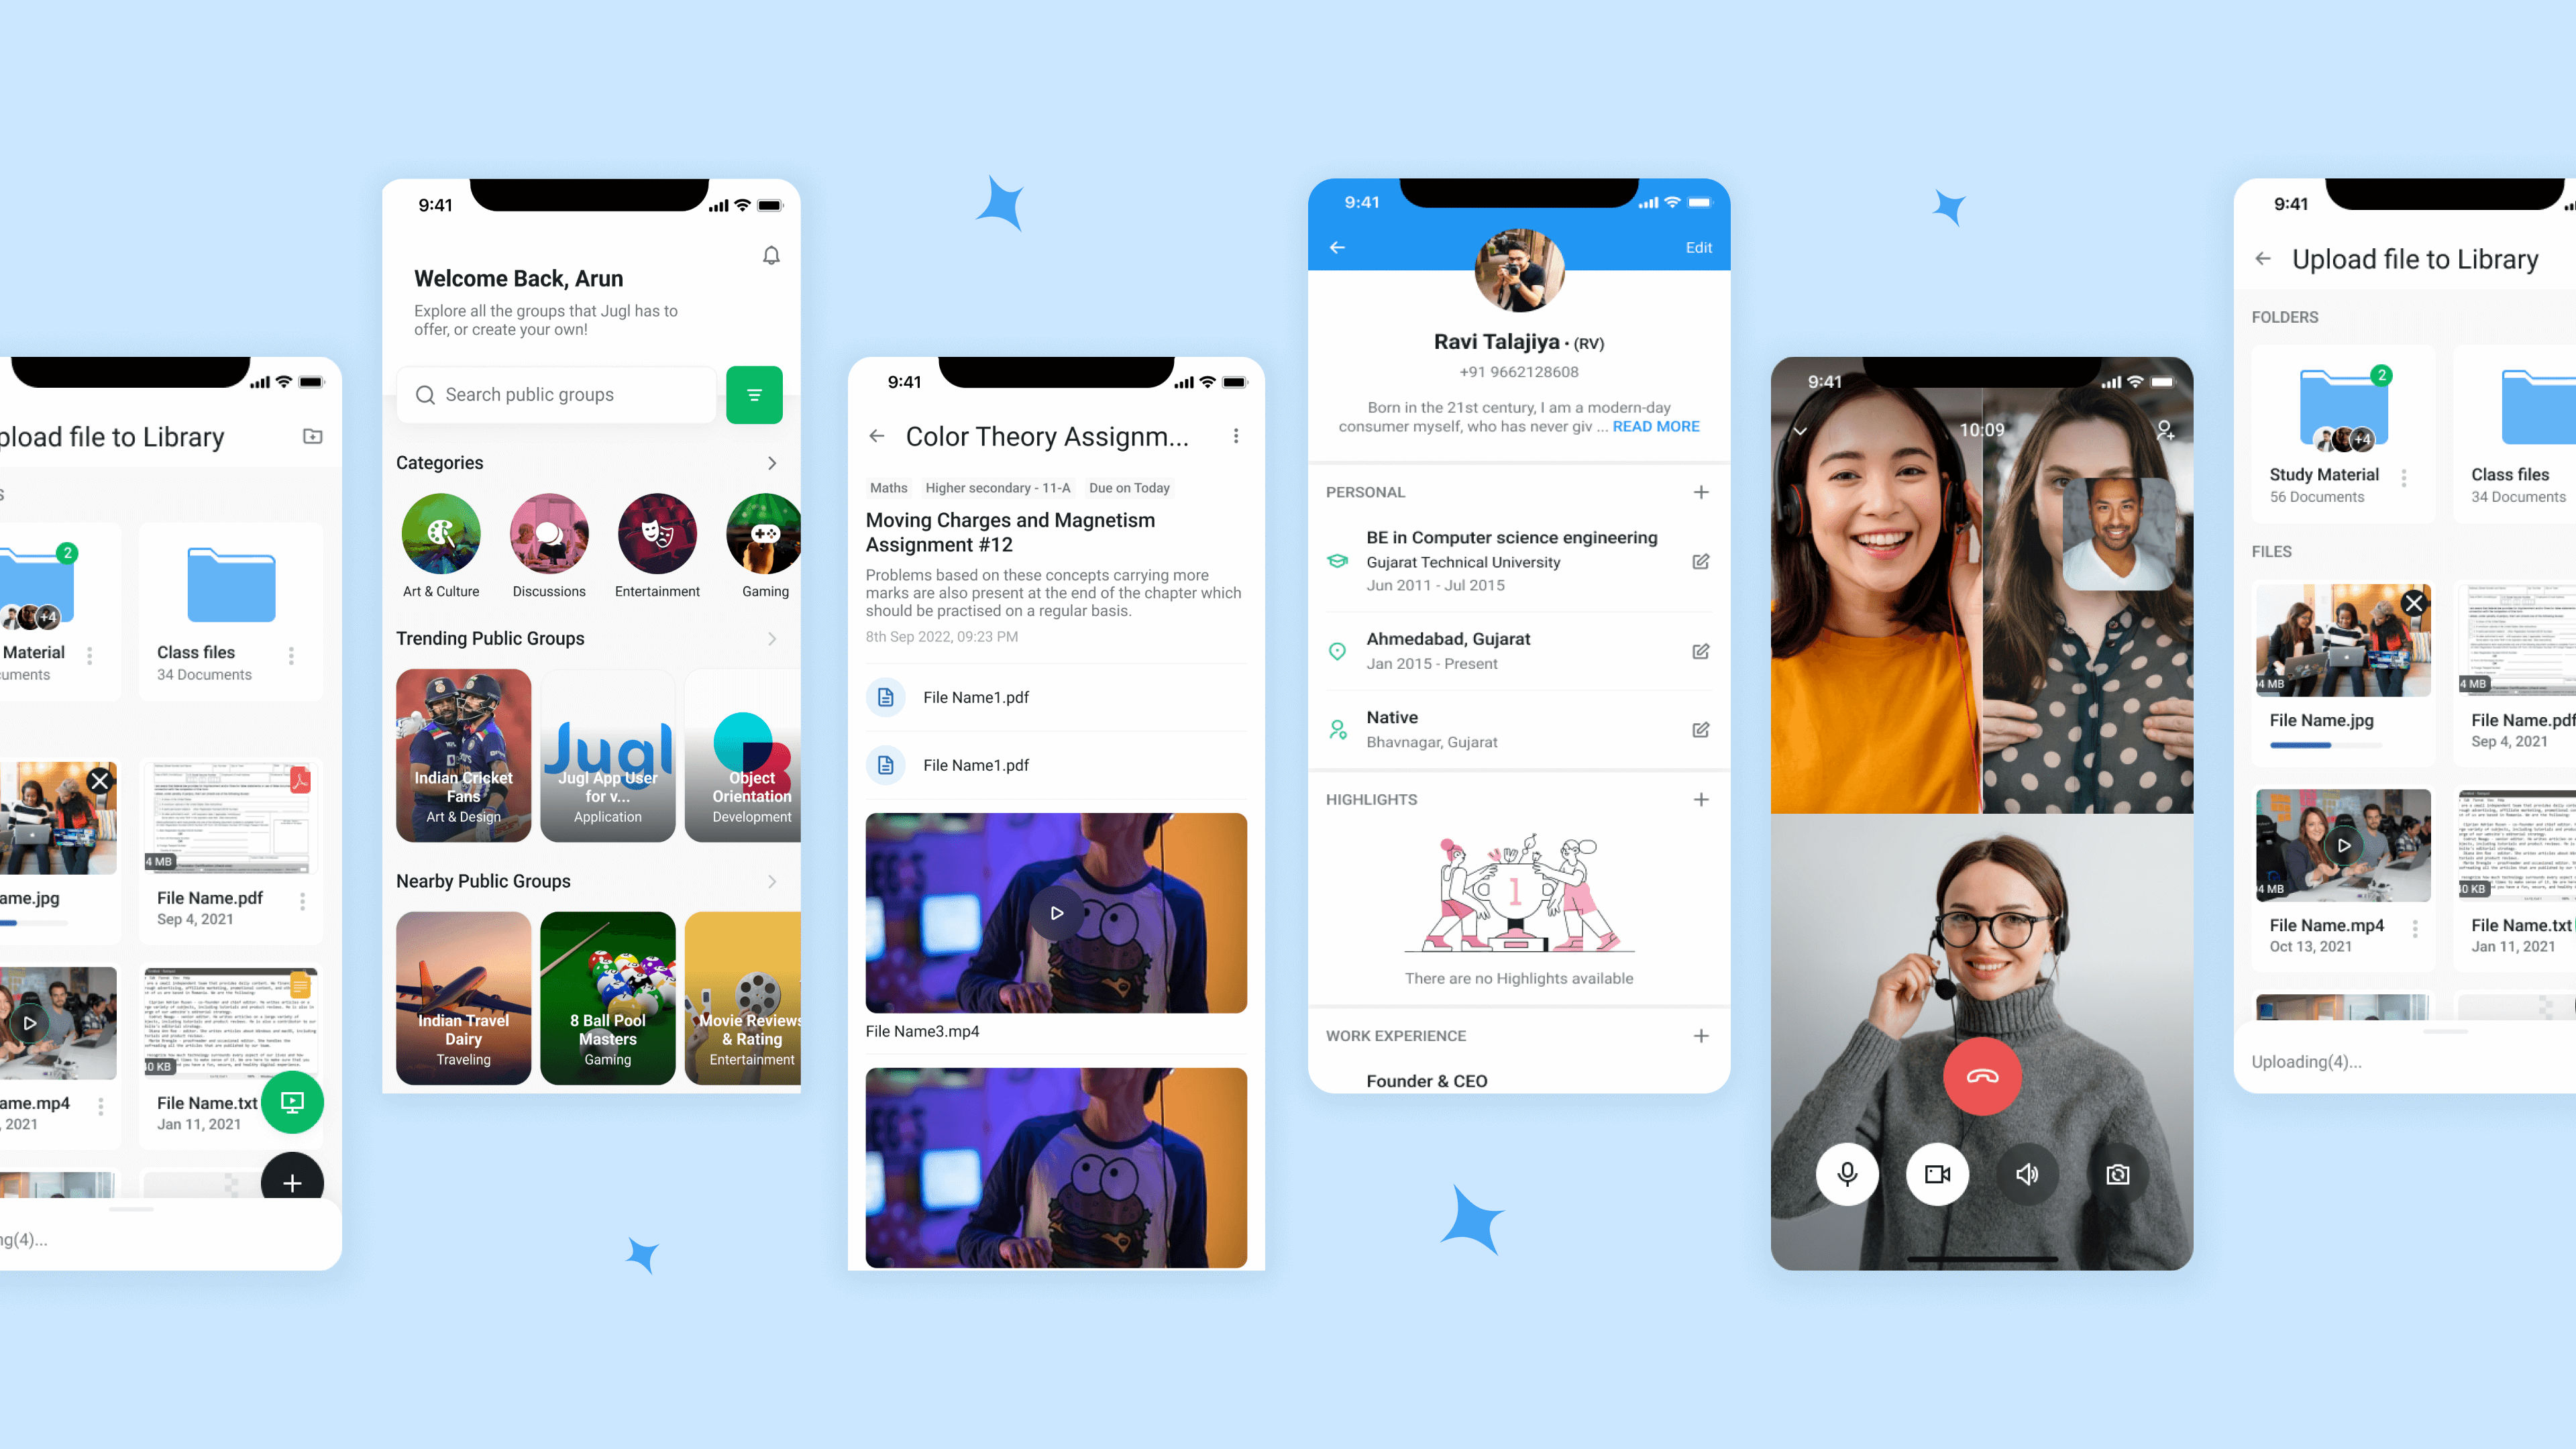 pload file to Library
S
2
+4
Material
cuments
Class files
34 Documents
ame.jpg
4 MB
File Name.pdf
Sep 4, 2021
ame.mp4
, 2021
10 KB
File Name.txt
Jan 11, 2021
ng(4)...
9:41
Welcome Back, Arun
Explore all the groups that Jugl has to
offer, or create your own!
Search public groups
Categories
Art & Culture
Discussions
Entertainment
Gaming
Trending Public Groups
Indian Cricket
Fans
Art & Design
Jugl
Jugl App User
for v...
Application
Object
Orientation
Development
Nearby Public Groups
Indian Travel
Dairy
Traveling
8 Ball Pool
Masters
Gaming
Movie Reviews
& Rating
Entertainment
9:41
Color Theory Assignm...
Maths
Higher secondary - 11-A
Due on Today
Moving Charges and Magnetism
Assignment #12
Problems based on these concepts carrying more
marks are also present at the end of the chapter which
should be practised on a regular basis.
8th Sep 2022, 09:23 PM
File Name1.pdf
File Name1.pdf
File Name3.mp4
9:41
Edit
Ravi Talajiya • (RV)
+91 9662128608
Born in the 21st century, I am a modern-day
consumer myself, who has never giv ... READ MORE
PERSONAL
BE in Computer science engineering
Gujarat Technical University
Jun 2011 - Jul 2015
Ahmedabad, Gujarat
Jan 2015 - Present
Native
Bhavnagar, Gujarat
HIGHLIGHTS
1
There are no Highlights available
WORK EXPERIENCE
Founder & CEO
9:41
10:09
9:41
Upload file to Library
FOLDERS
2
+4
Study Material
56 Documents
Class files
34 Documents
FILES
4 MB
File Name.jpg
4 MB
File Name.pdf
Sep 4, 2021
4 MB
File Name.mp4
Oct 13, 2021
10 KB
File Name.txt
Jan 11, 2021
Uploading(4)...